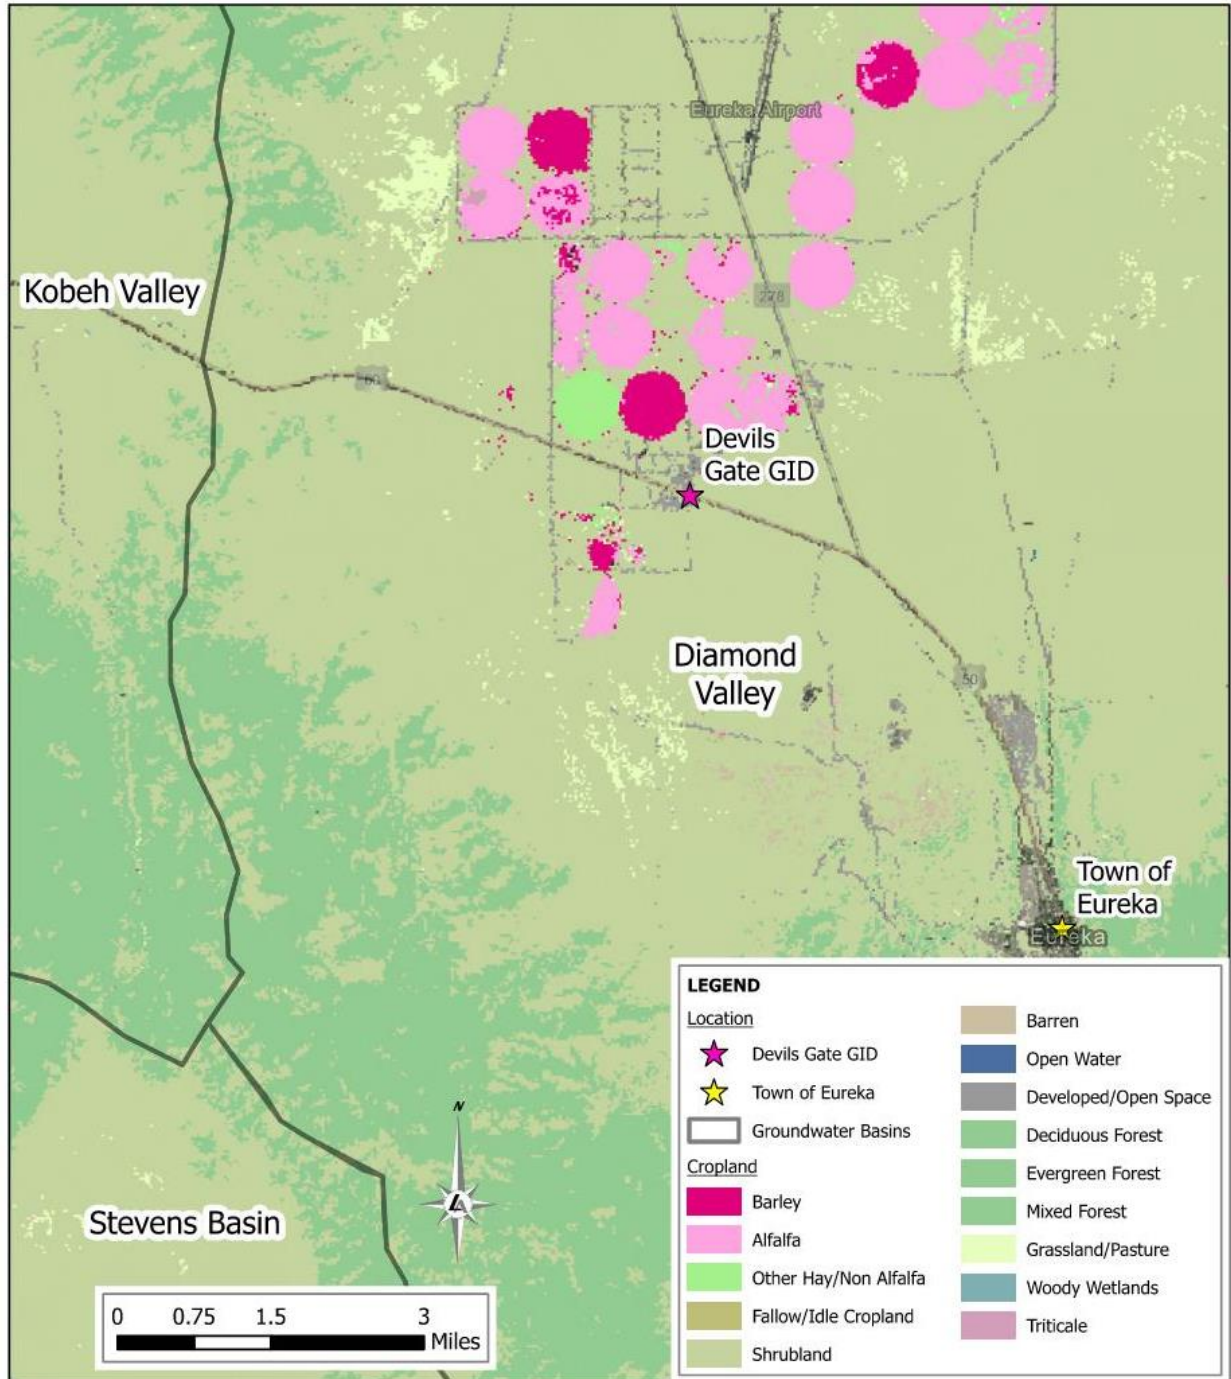 Eureka Airport
Kobeh Valley
278
50
Devils
Gate GID
Diamond
Valley
50
Town of
Eureka
Eureka
Stevens Basin
N
0 0.75 1.5 3
Miles
LEGEND
Location
Devils Gate GID
Town of Eureka
Groundwater Basins
Cropland
Barley
Alfalfa
Other Hay/Non Alfalfa
Fallow/Idle Cropland
Shrubland
Barren
Open Water
Developed/Open Space
Deciduous Forest
Evergreen Forest
Mixed Forest
Grassland/Pasture
Woody Wetlands
Triticale